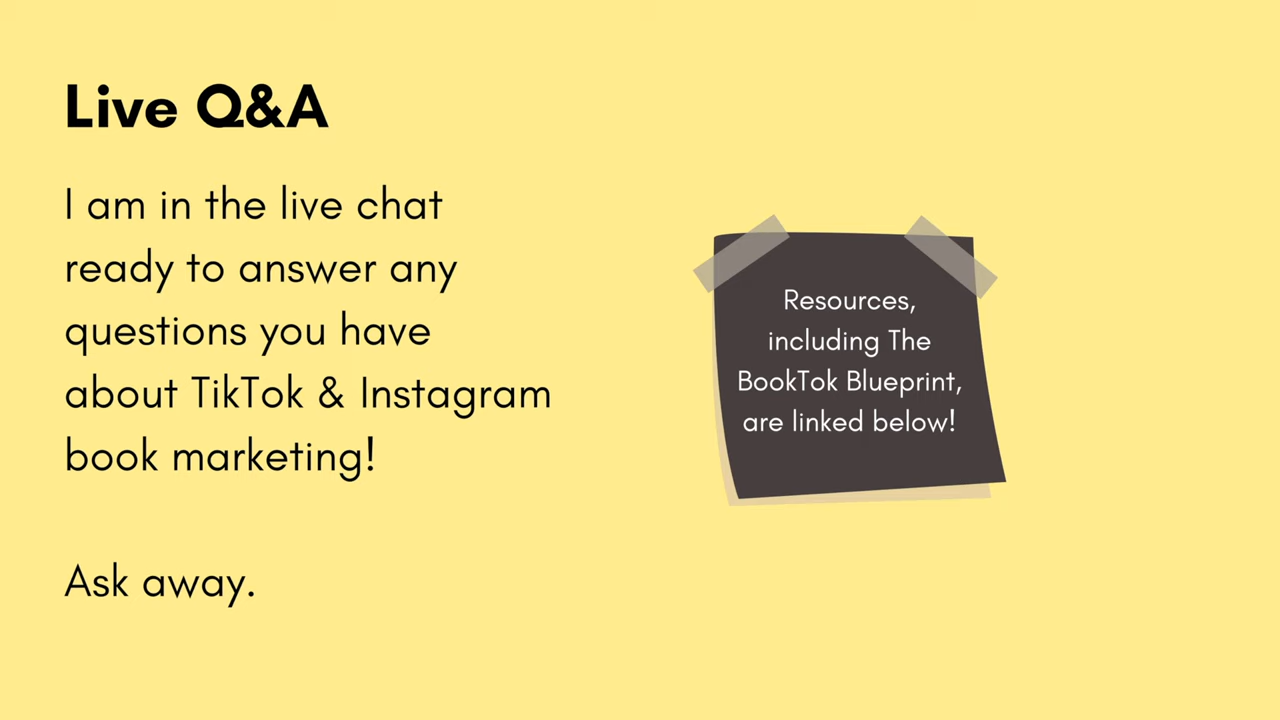 Live Q&A
I am in the live chat
ready to answer any
questions you have
about TikTok & Instagram
book marketing!
Ask away.
Resources,
including The
BookTok Blueprint,
are linked below!